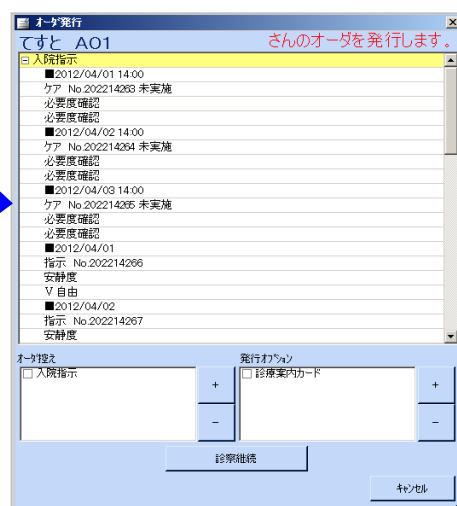 オーダ発行
てすと A01 さんのオーダを発行します。
入院指示
■2012/04/01 14:00
ケア No.202214263 未実施
必要度確認
必要度確認
■2012/04/02 14:00
ケア No.202214264 未実施
必要度確認
必要度確認
■2012/04/03 14:00
ケア No.202214265 未実施
必要度確認
必要度確認
■2012/04/01
指示 No.202214266
安静度
V 自由
■2012/04/02
指示 No.202214267
安静度
オーダ控え 発行オプション
入院指示 + 診療案内カード +
- -
診察継続
キャンセル